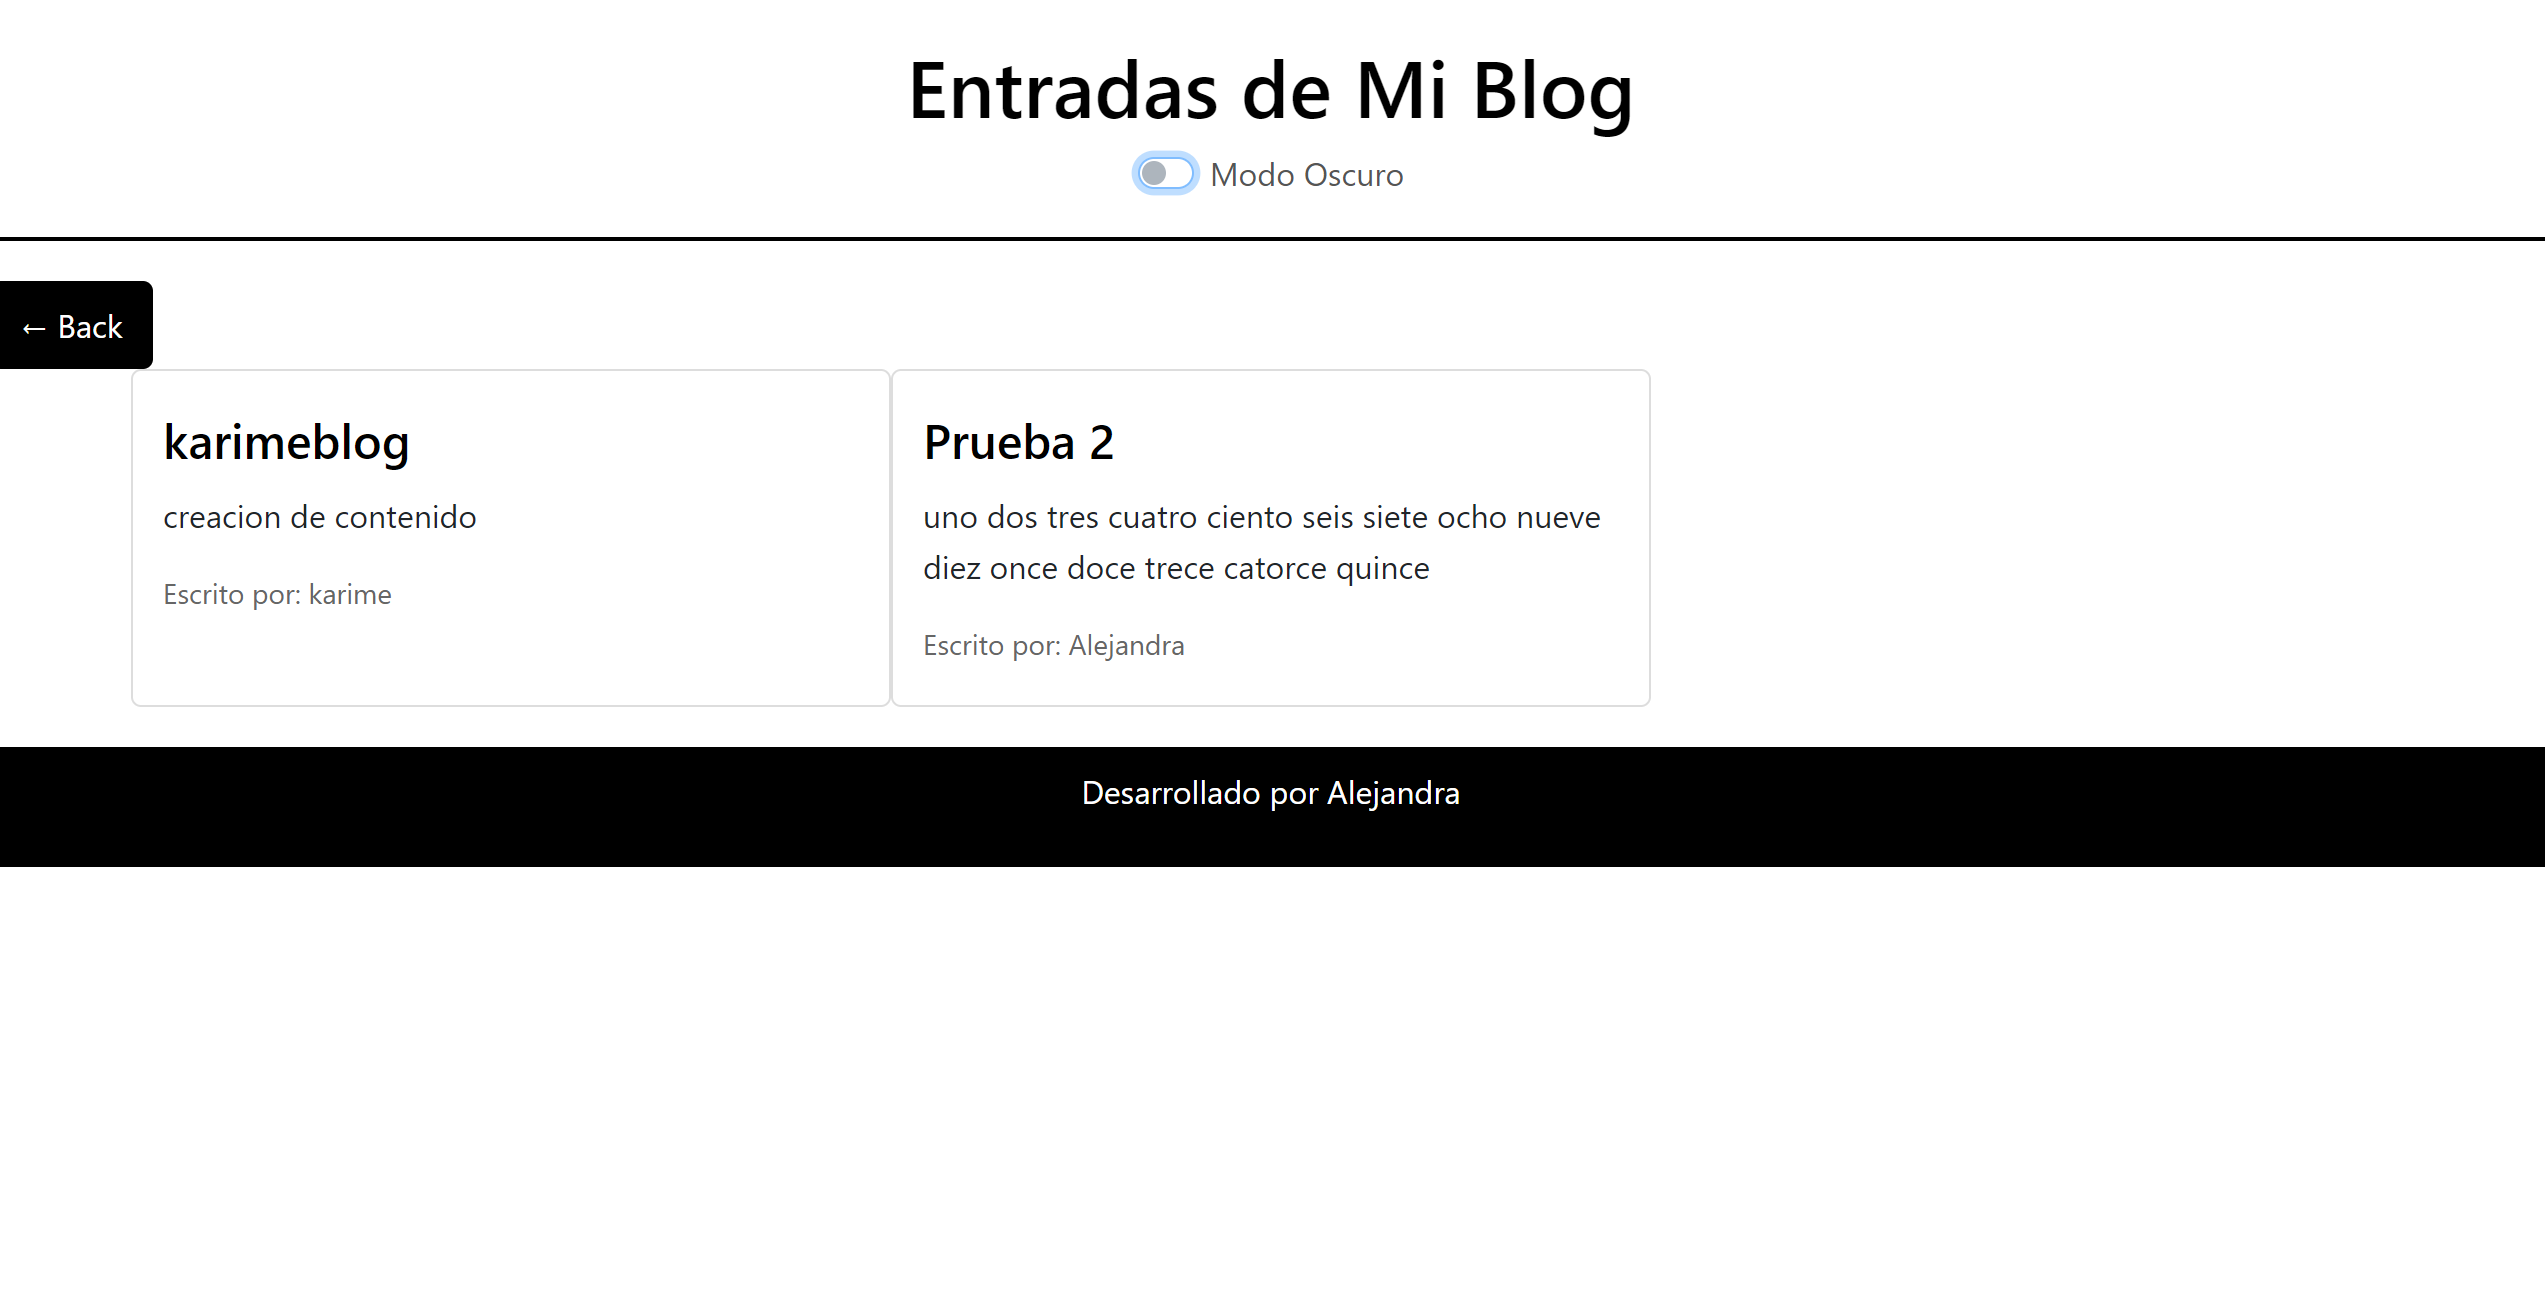 Entradas de Mi Blog
Modo Oscuro
← Back
karimeblog
creacion de contenido
Escrito por: karime
Prueba 2
uno dos tres cuatro ciento seis siete ocho nueve
diez once doce trece catorce quince
Escrito por: Alejandra
Desarrollado por Alejandra